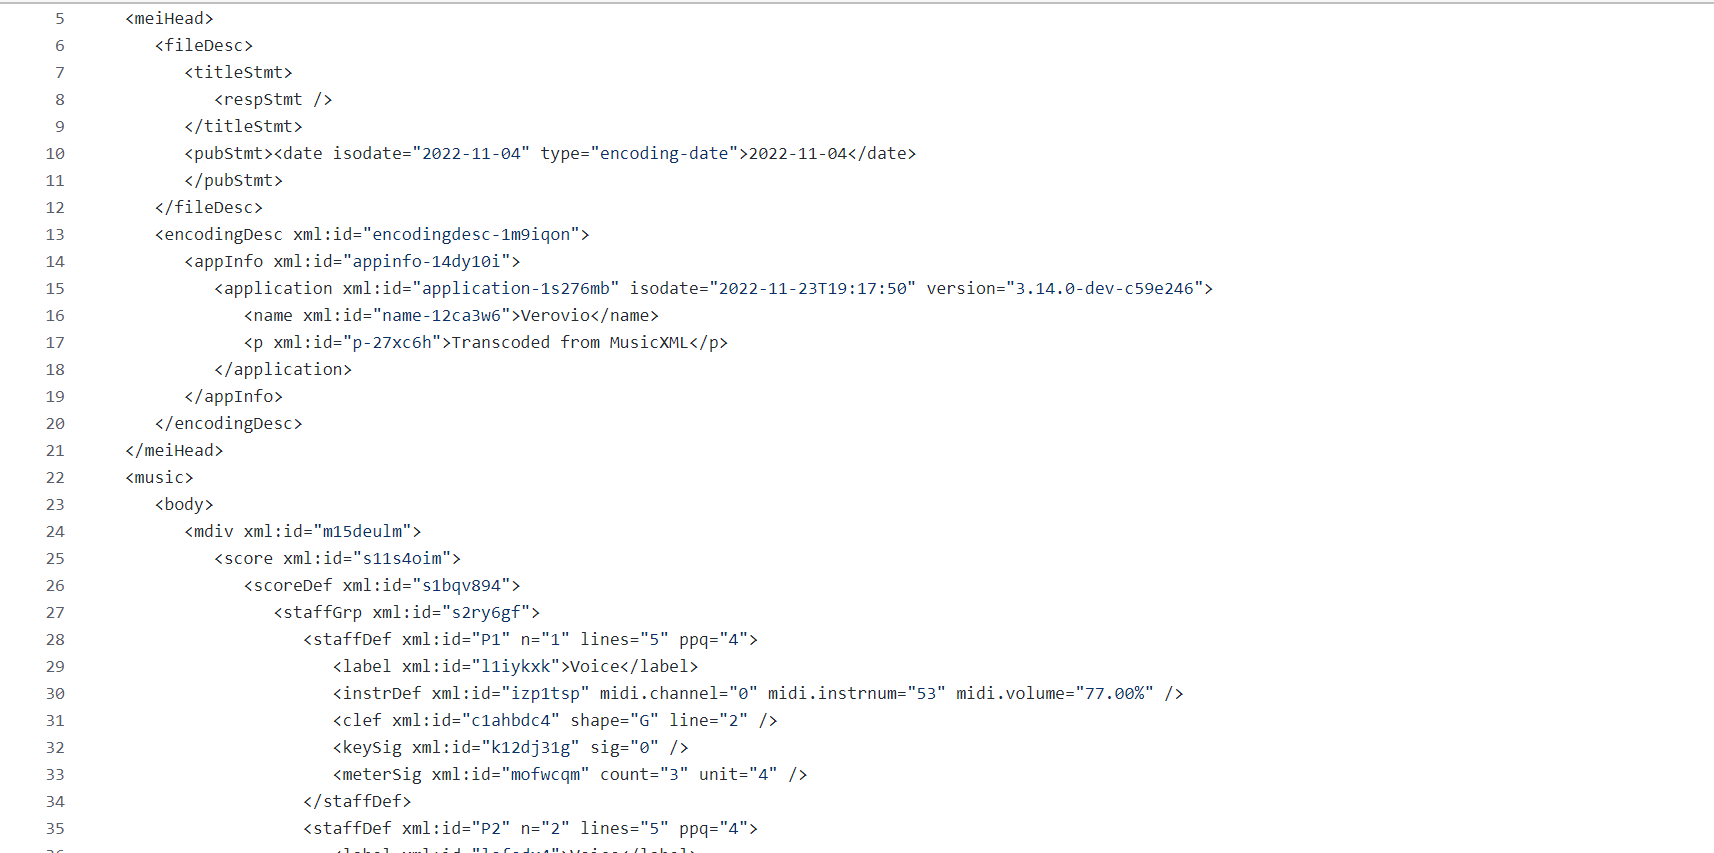 5 <meiHead>
6 <fileDesc>
7 <titleStmt>
8 <respStmt />
9 </titleStmt>
10 <pubStmt><date isodate="2022-11-04" type="encoding-date">2022-11-04</date>
11 </pubStmt>
12 </fileDesc>
13 <encodingDesc xml:id="encodingdesc-1m9iqon">
14 <appInfo xml:id="appinfo-14dy10i">
15 <application xml:id="application-1s276mb" isodate="2022-11-23T19:17:50" version="3.14.0-dev-c59e246">
16 <name xml:id="name-12ca3w6">Verovio</name>
17 <p xml:id="p-27xc6h">Transcoded from MusicXML</p>
18 </application>
19 </appInfo>
20 </encodingDesc>
21 </meiHead>
22 <music>
23 <body>
24 <mdiv xml:id="m15deulm">
25 <score xml:id="s11s4oim">
26 <scoreDef xml:id="s1bqv894">
27 <staffGrp xml:id="s2ry6gf">
28 <staffDef xml:id="P1" n="1" lines="5" ppq="4">
29 <label xml:id="l1iykxk">Voice</label>
30 <instrDef xml:id="izp1tsp" midi.channel="0" midi.instrnum="53" midi.volume="77.00%" />
31 <clef xml:id="c1ahbdc4" shape="G" line="2" />
32 <keySig xml:id="k12dj31g" sig="0" />
33 <meterSig xml:id="mofwcqm" count="3" unit="4" />
34 </staffDef>
35 <staffDef xml:id="P2" n="2" lines="5" ppq="4">